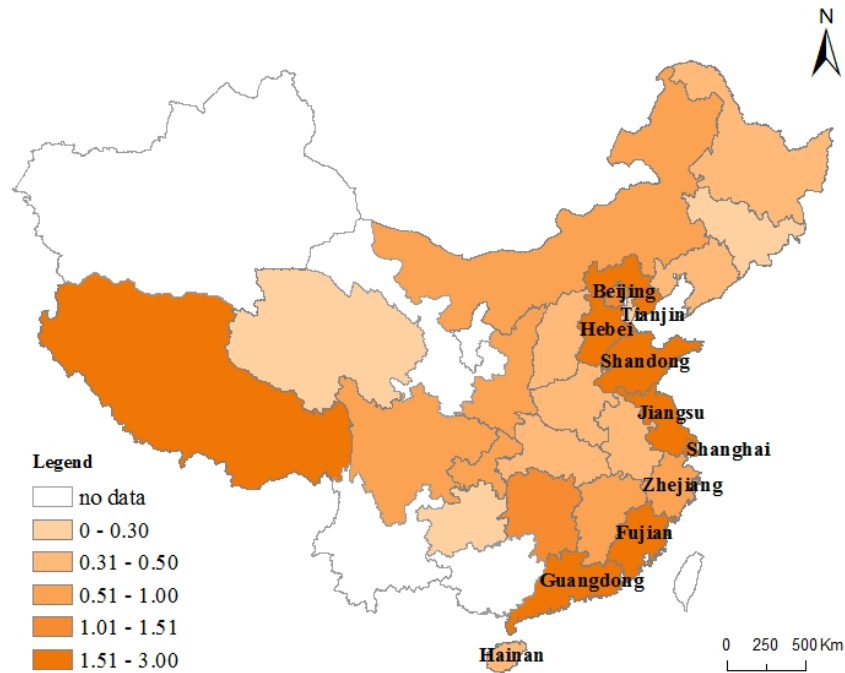 N
Beijing
Tianjin
Hebei
Shandong
Jiangsu
Shanghai
Zhejiang
Fujian
Guangdong
Hainan
Legend
no data
0 - 0.30
0.31 - 0.50
0.51 - 1.00
1.01 - 1.51
1.51 - 3.00
0 250 500 Km